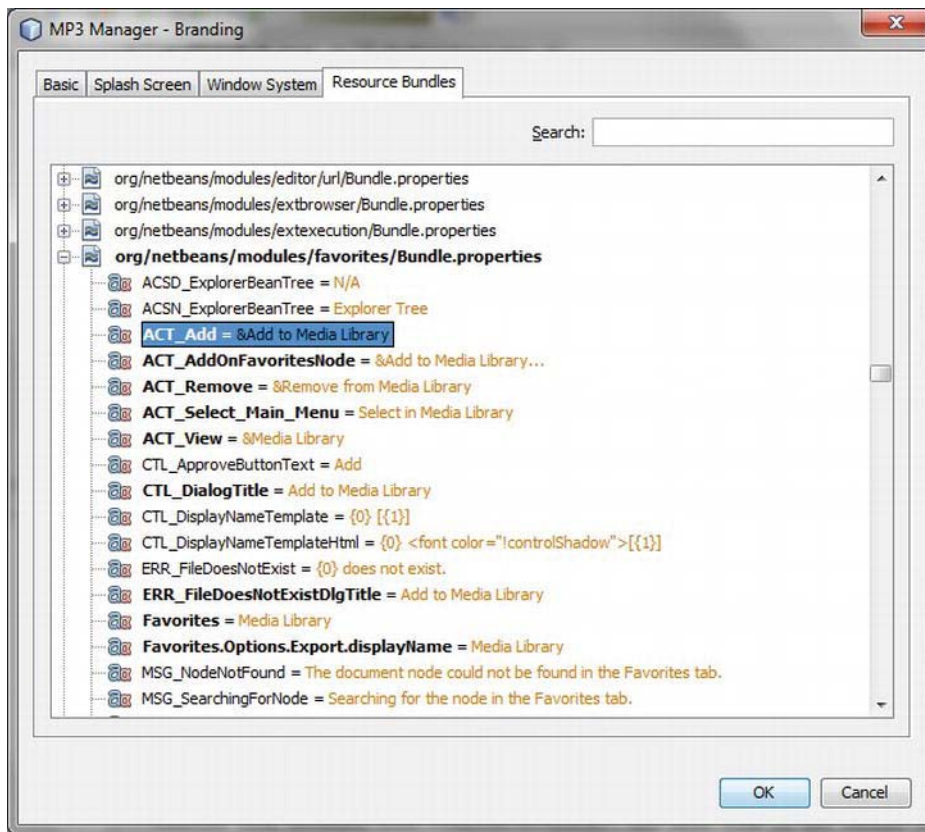 MP3 Manager - Branding
Basic Splash Screen Window System Resource Bundles
Search:
org/netbeans/modules/editor/url/Bundle.properties
org/netbeans/modules/extbrowser/Bundle.properties
org/netbeans/modules/extexecution/Bundle.properties
org/netbeans/modules/favorites/Bundle.properties
ACSD_ExplorerBeanTree = N/A
ACSN_ExplorerBeanTree = Explorer Tree
ACT_Add = &Add to Media Library
ACT_AddOnFavoritesNode = &Add to Media Library...
ACT_Remove = &Remove from Media Library
ACT_Select_Main_Menu = Select in Media Library
ACT_View = &Media Library
CTL_ApproveButtonText = Add
CTL_DialogTitle = Add to Media Library
CTL_DisplayNameTemplate = {0} [{1}]
CTL_DisplayNameTemplateHtml = {0} <font color="!controlShadow">[{1}]
ERR_FileDoesNotExist = {0} does not exist.
ERR_FileDoesNotExistDlgTitle = Add to Media Library
Favorites = Media Library
Favorites.Options.Export.displayName = Media Library
MSG_NodeNotFound = The document node could not be found in the Favorites tab.
MSG_SearchingForNode = Searching for the node in the Favorites tab.
OK Cancel